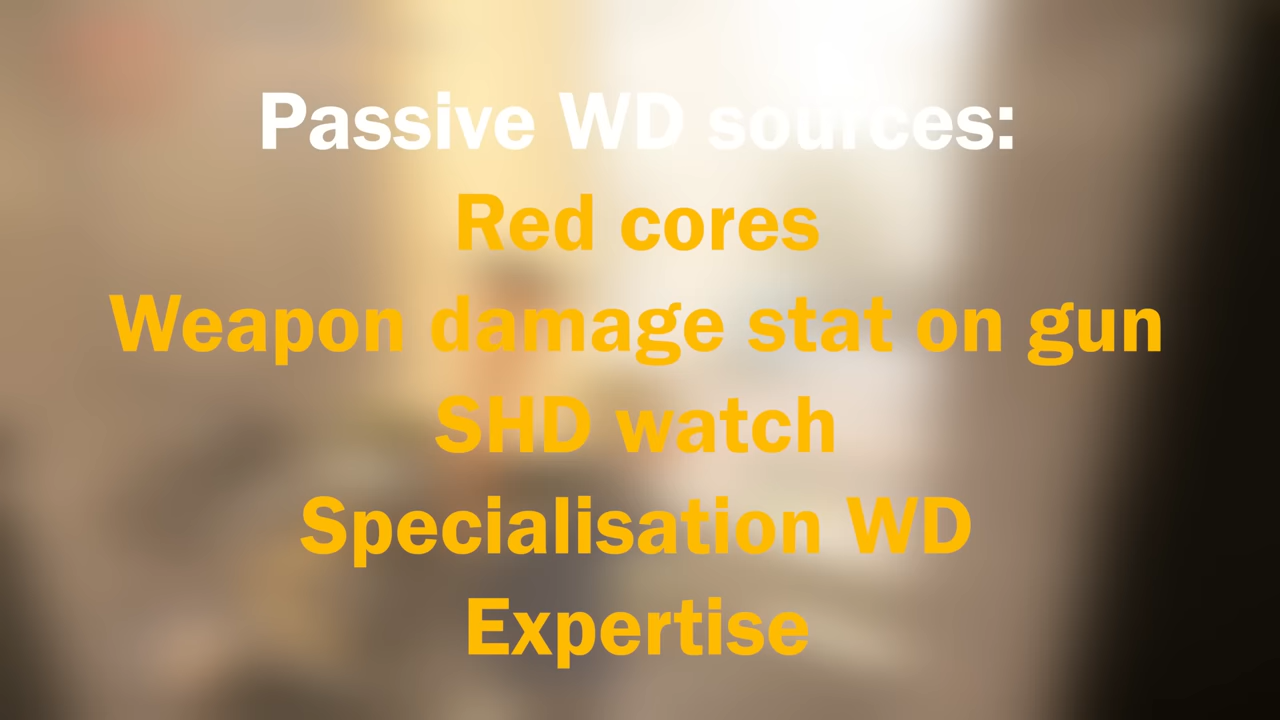 Passive WD sources:
Red cores
Weapon damage stat on gun
SHD watch
Specialisation WD
Expertise